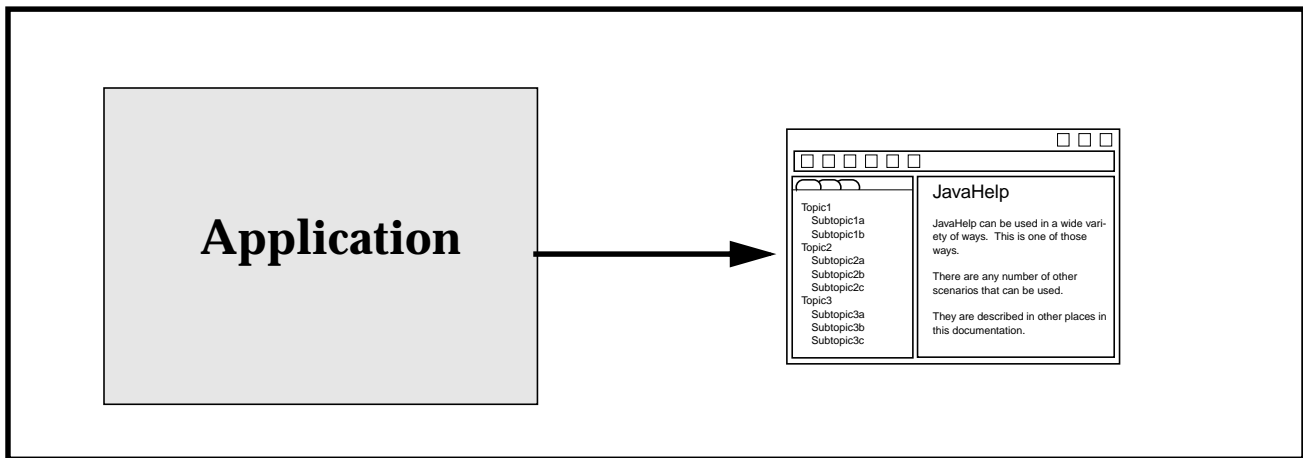 Application
Topic1
Subtopic1a
Subtopic1b
Topic2
Subtopic2a
Subtopic2b
Subtopic2c
Topic3
Subtopic3a
Subtopic3b
Subtopic3c
JavaHelp
JavaHelp can be used in a wide vari-
ety of ways.  This is one of those
ways.
There are any number of other
scenarios that can be used.
They are described in other places in
this documentation.